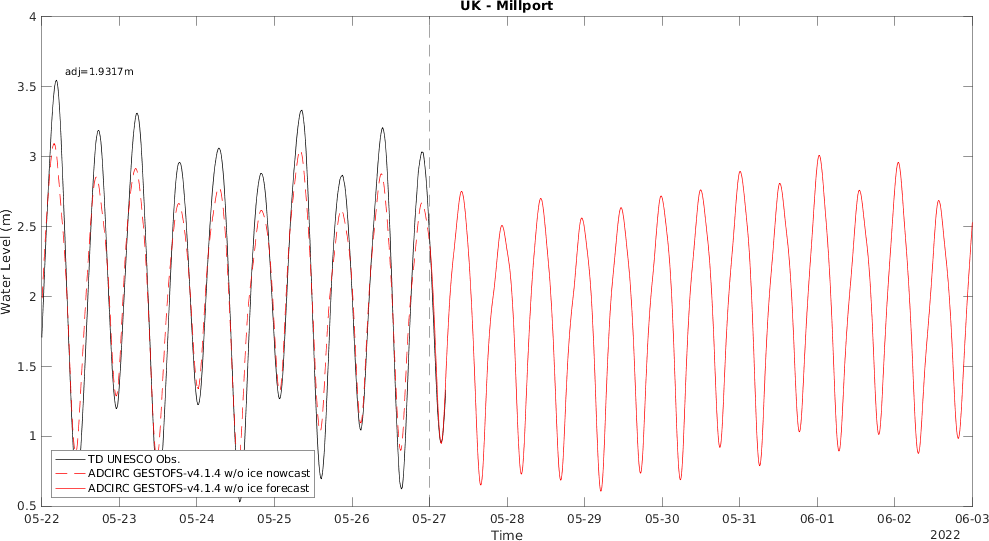 UK - Millport
adj=1.9317m
Water Level (m)
4
3.5
3
2.5
2
1.5
1
0.5
TD UNESCO Obs.
ADCIRC GESTOFS-v4.1.4 w/o ice nowcast
ADCIRC GESTOFS-v4.1.4 w/o ice forecast
05-22 05-23 05-24 05-25 05-26 05-27 05-28 05-29 05-30 05-31 06-01 06-02 06-03
Time
2022